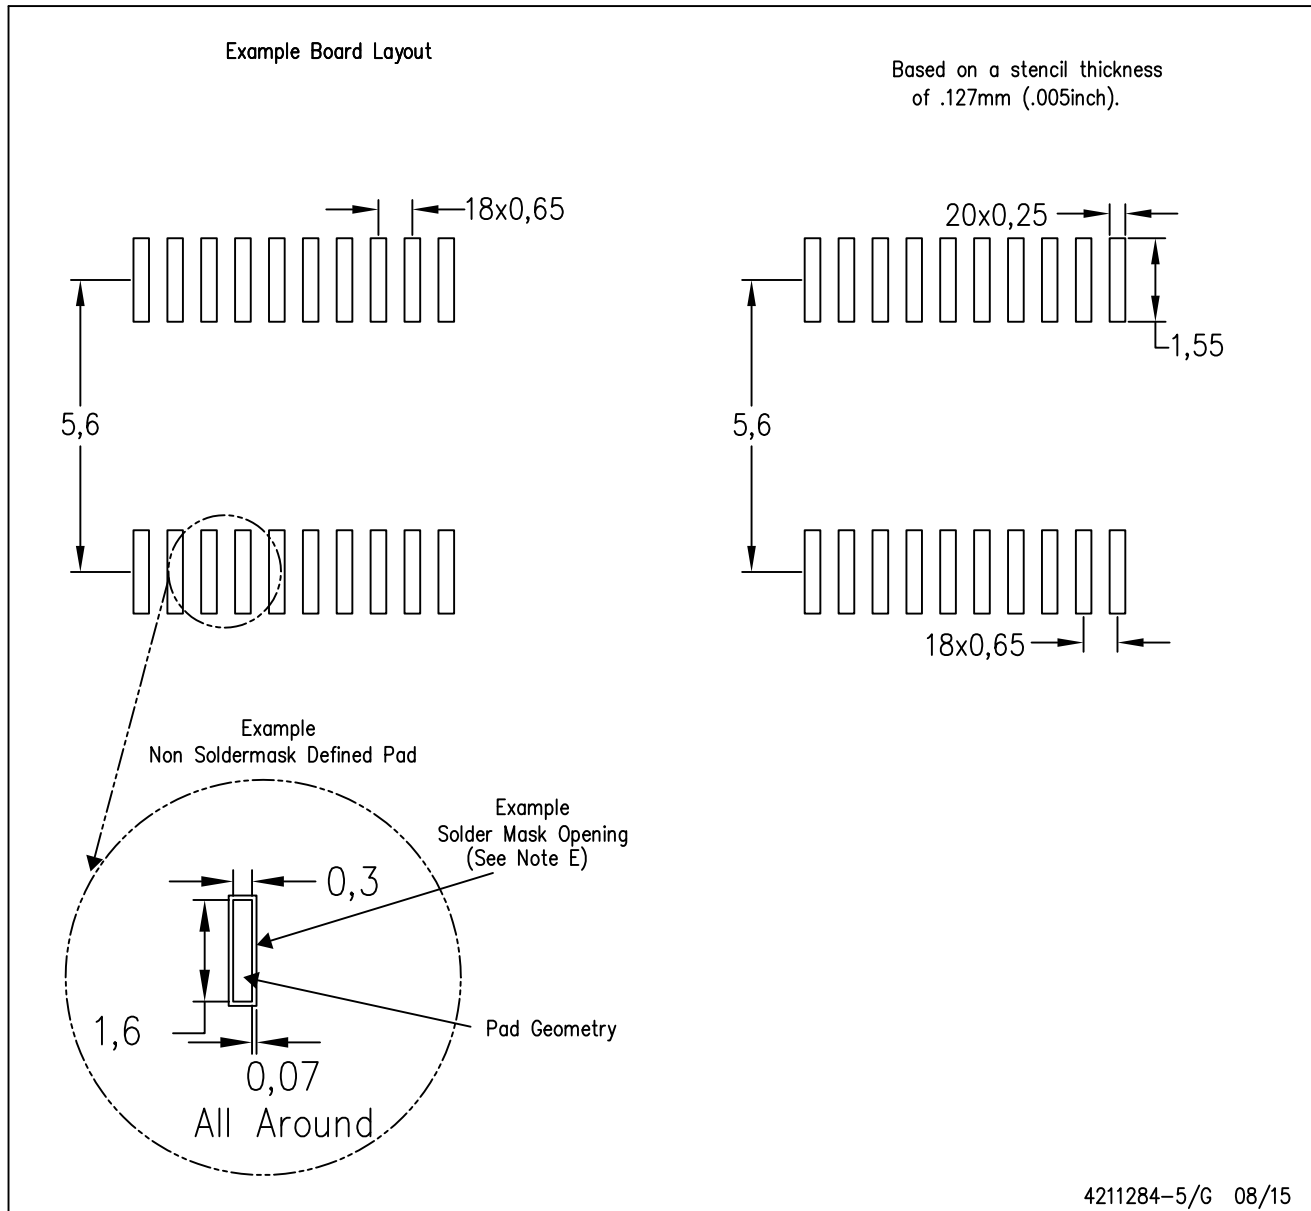 Example Board Layout
Based on a stencil thickness
of .127mm (.005inch).
18x0,65
20x0,25
1,55
5,6
5,6
18x0,65
Example
Non Soldermask Defined Pad
Example
Solder Mask Opening
(See Note E)
0,3
1,6
Pad Geometry
0,07
All Around
4211284-5/G 08/15